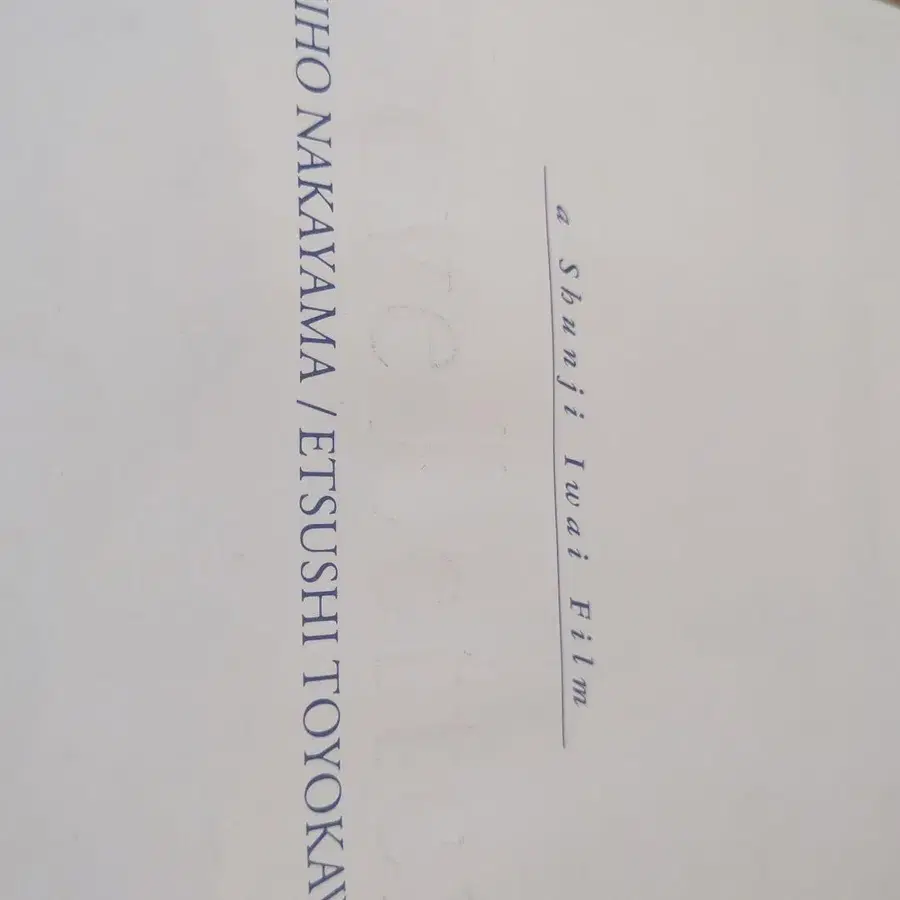 a Shunji Iwai Film
IHO NAKAYAMA / ETSUSHI TOYOKA